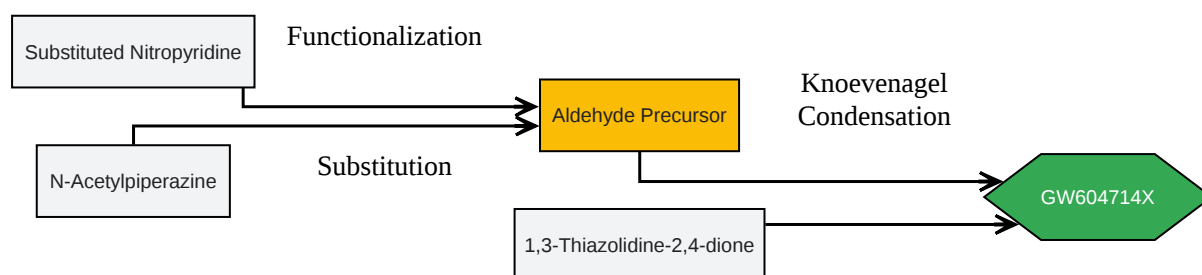 Substituted Nitropyridine
Functionalization
N-Acetylpiperazine
Substitution
Aldehyde Precursor
Knoevenagel
Condensation
1,3-Thiazolidine-2,4-dione
GW604714X